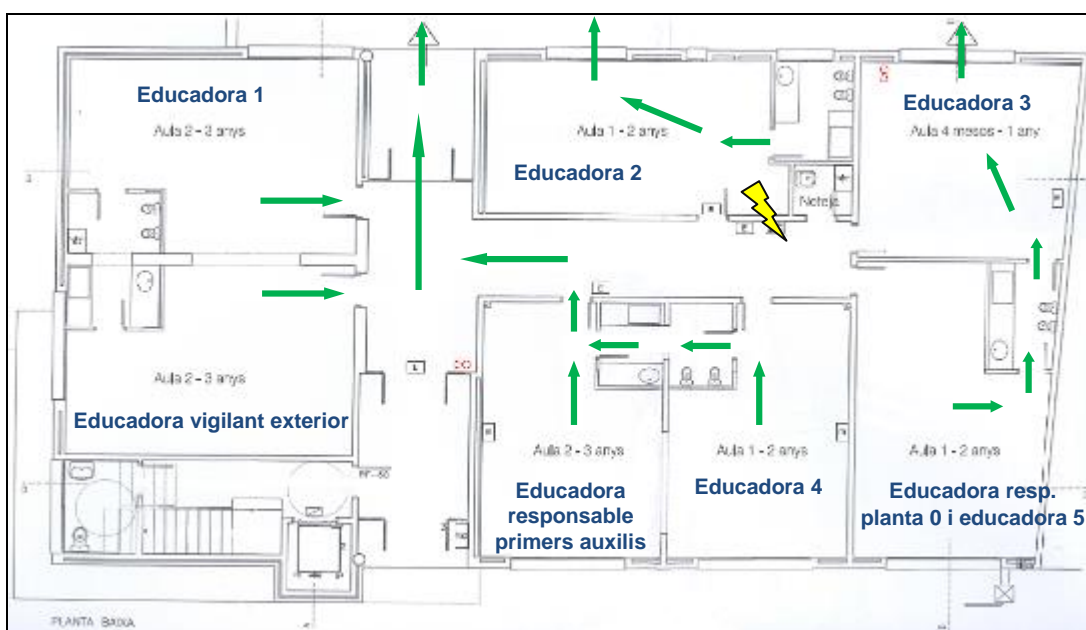 Educadora 1
Aula 2 - 3 anys
Educadora 2
Aula 1 - 2 anys
Educadora 3
Aula 4 mesos - 1 any
Neteja
Aula 2 - 3 anys
Educadora vigilant exterior
Aula 2 - 3 anys
Educadora
responsable
primers auxilis
Aula 1 - 2 anys
Educadora 4
Aula 1 - 2 anys
Educadora resp.
planta 0 i educadora 5
PLANTA BAIXA